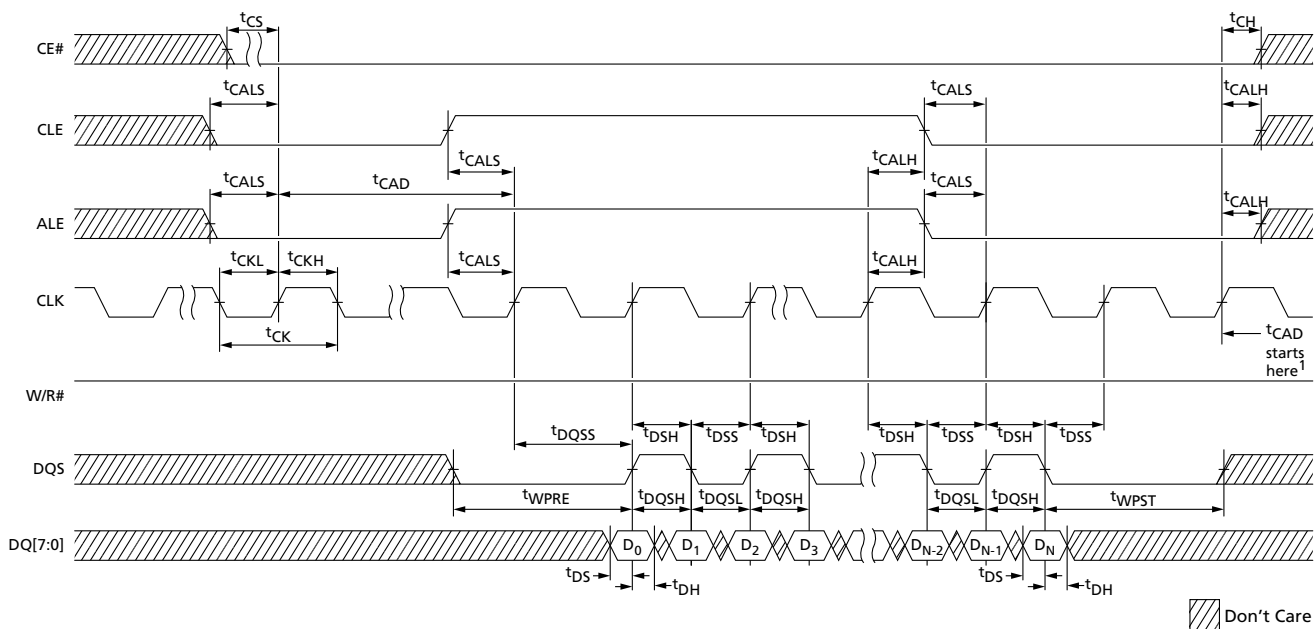 tCS tCH
CE#
tCALS tCALS tCALH
CLE
tCALS tCALH
tCALS tCAD tCALS tCALH
ALE
tCKL tCKH tCALS tCALH
CLK
tCK tCAD
starts
here1
W/R#
tDQSS tDSH tDSS tDSH tDSH tDSS tDSH tDSS
DQS
tWPRE tDQSH tDQSL tDQSH tDQSL tDQSH tWPST
DQ[7:0] D0 D1 D2 D3 DN-2 DN-1 DN
tDS tDH tDS tDH
Don't Care